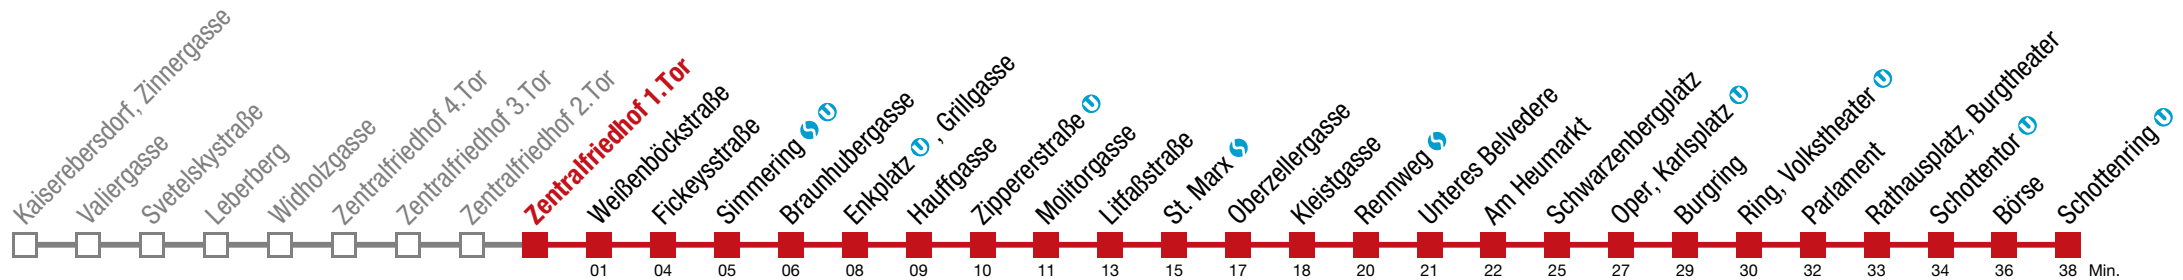 Kaiserebersdorf, Zinnergasse
Valiergasse
Svetelskystraße
Leberberg
Widholzgasse
Zentralfriedhof 4.Tor
Zentralfriedhof 3.Tor
Zentralfriedhof 2.Tor
Zentralfriedhof 1.Tor
Weißenböckstraße
Fickeysstraße
Simmering S U
Braunhubergasse
Enkplatz U , Grillgasse
Hauffgasse
Zippererstraße U
Molitorgasse
Litfaßstraße
St. Marx S
Oberzellergasse
Kleistgasse
Rennweg S
Unteres Belvedere
Am Heumarkt
Schwarzenbergplatz
Oper, Karlsplatz U
Burgring
Ring, Volkstheater U
Parlament
Rathausplatz, Burgtheater
Schottentor U
Börse
Schottenring U
01 04 05 06 08 09 10 11 13 15 17 18 20 21 22 25 27 29 30 32 33 34 36 38 Min.